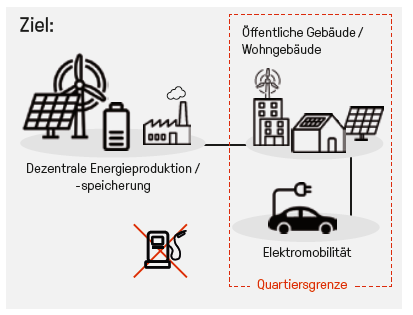 Ziel:
Öffentliche Gebäude /
Wohngebäude
Dezentrale Energieproduktion /
-speicherung
Elektromobilität
Quartiersgrenze